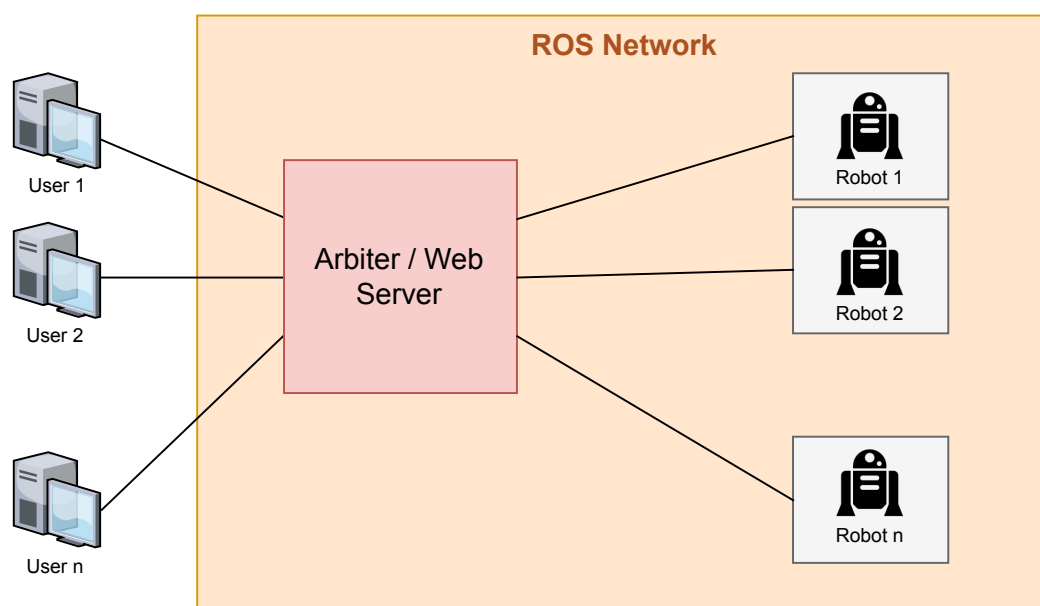 ROS Network
User 1
Robot 1
Arbiter / Web
Server
User 2
Robot 2
User n
Robot n